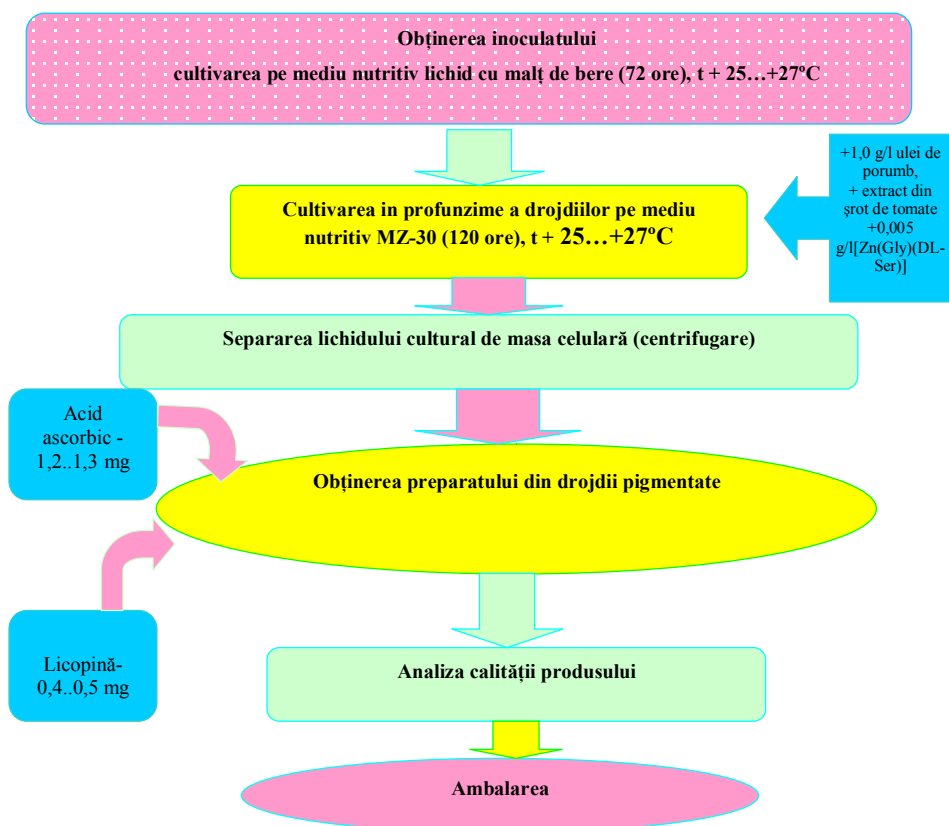 Obținerea inoculatului
cultivarea pe mediu nutritiv lichid cu malț de bere (72 ore), t + 25…+27ºC
+1,0 g/l ulei de
porumb,
+ extract din
șrot de tomate
+0,005
g/l[Zn(Gly)(DL-
Ser)]
Cultivarea in profunzime a drojdiilor pe mediu
nutritiv MZ-30 (120 ore), t + 25…+27ºC
Separarea lichidului cultural de masa celulară (centrifugare)
Acid
ascorbic -
1,2..1,3 mg
Obținerea preparatului din drojdii pigmentate
Licopină-
0,4..0,5 mg
Analiza calității produsului
Ambalarea